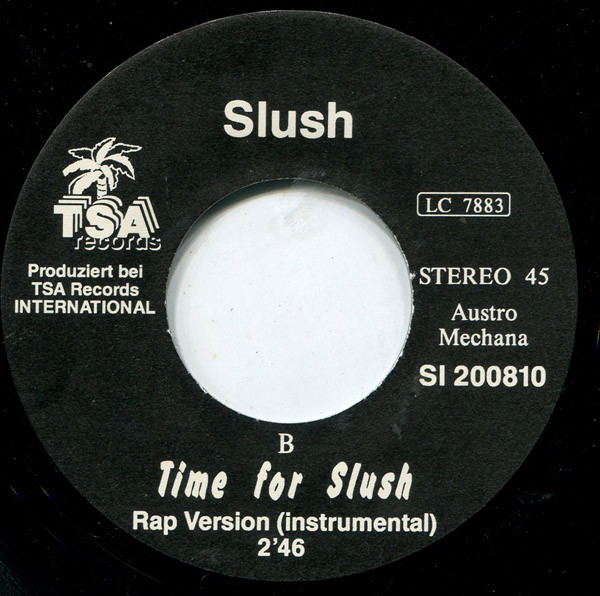 Slush
TSA
records
Produziert bei
TSA Records
INTERNATIONAL
LC 7883
STEREO 45
Austro
Mechana
SI 200810
B
Time for Slush
Rap Version (instrumental)
2'46